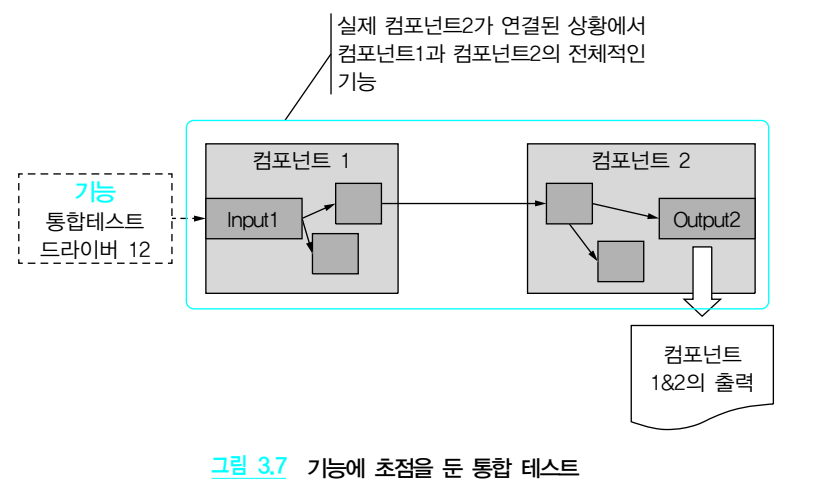 실제 컴포넌트2가 연결된 상황에서
컴포넌트1과 컴포넌트2의 전체적인
기능
컴포넌트 1
컴포넌트 2
기능
통합테스트
드라이버 12
Input1
Output2
컴포넌트
1&2의 출력
그림 3.7 기능에 초점을 둔 통합 테스트